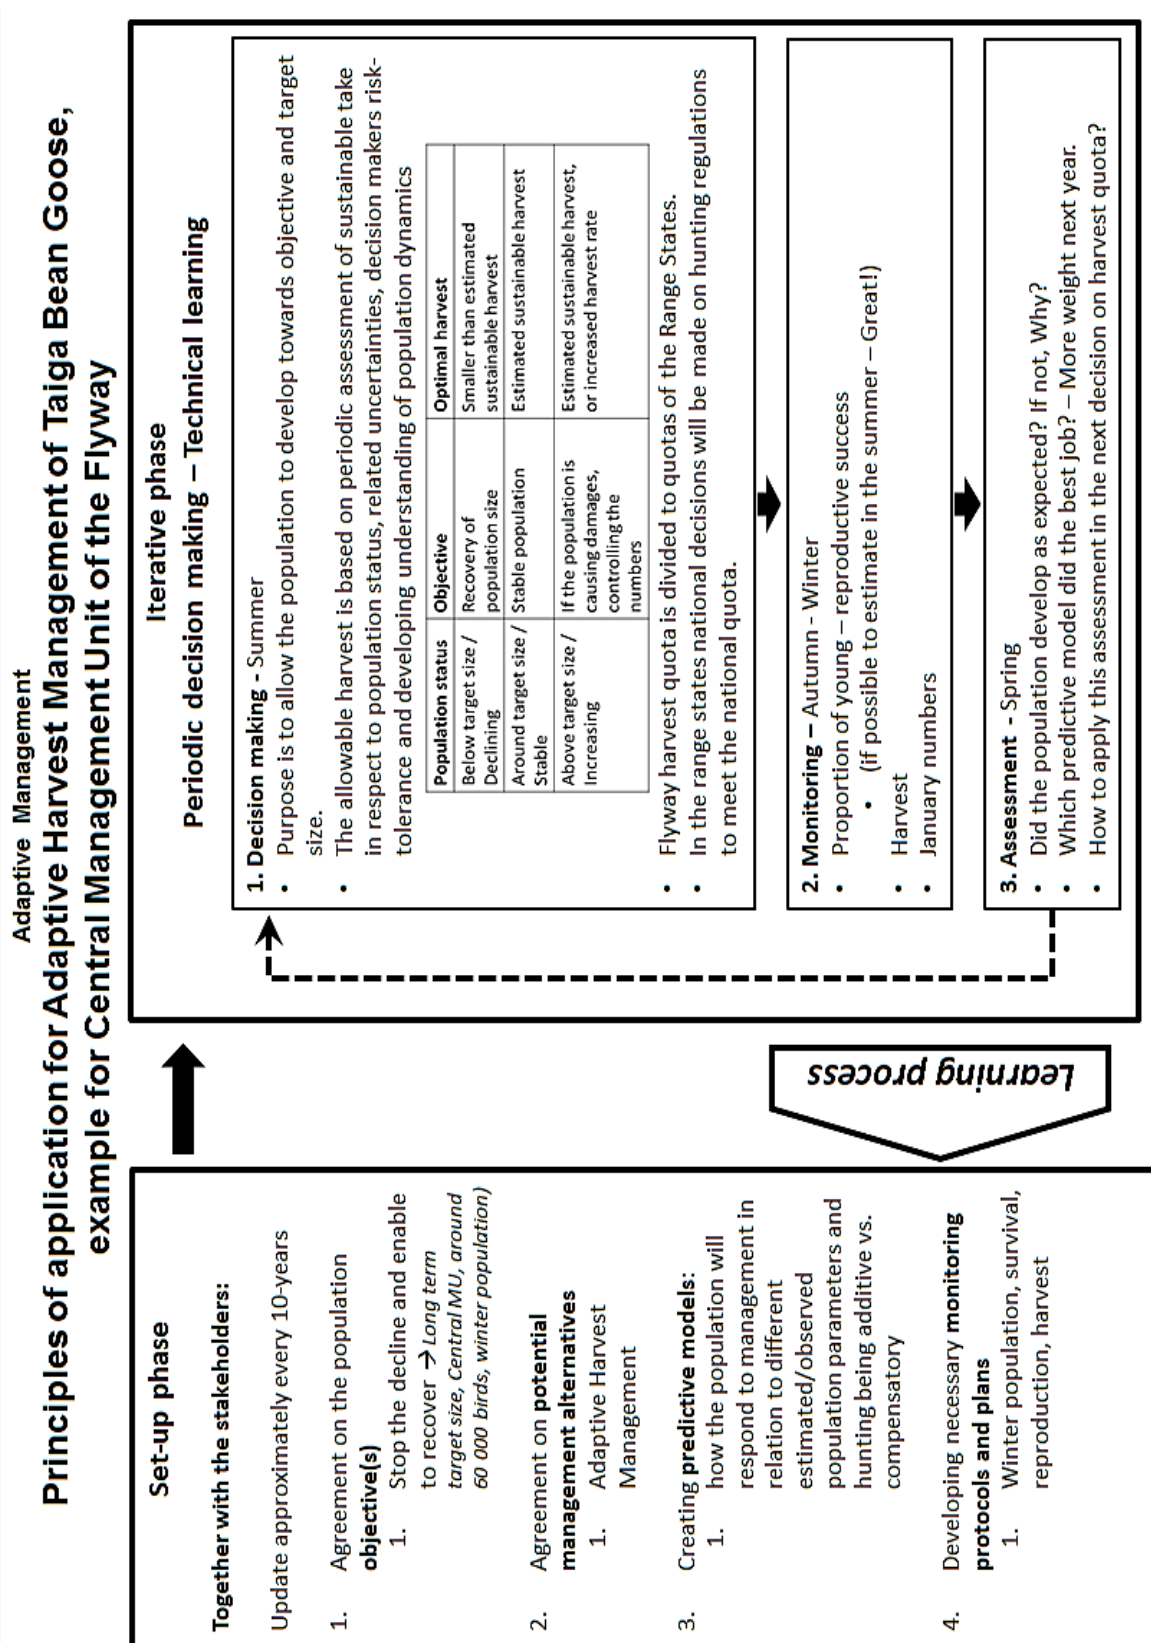 Adaptive Management
Principles of application for Adaptive Harvest Management of Taiga Bean Goose,
example for Central Management Unit of the Flyway
Set-up phase
Together with the stakeholders:
Update approximately every 10-years
1. Agreement on the population
objective(s)
1. Stop the decline and enable
to recover → Long term
target size, Central MU, around
60 000 birds, winter population)
2. Agreement on potential
management alternatives
1. Adaptive Harvest
Management
3. Creating predictive models:
1. how the population will
respond to management in
relation to different
estimated/observed
population parameters and
hunting being additive vs.
compensatory
4. Developing necessary monitoring
protocols and plans
1. Winter population, survival,
reproduction, harvest
Learning process
Iterative phase
Periodic decision making – Technical learning
1. Decision making - Summer
• Purpose is to allow the population to develop towards objective and target
size.
• The allowable harvest is based on periodic assessment of sustainable take
in respect to population status, related uncertainties, decision makers risk-
tolerance and developing understanding of population dynamics
Population status Objective Optimal harvest
Below target size / Recovery of Smaller than estimated
Declining population size sustainable harvest
Around target size / Stable population Estimated sustainable harvest
Stable
Above target size / If the population is Estimated sustainable harvest,
Increasing causing damages, or increased harvest rate
controlling the
numbers
• Flyway harvest quota is divided to quotas of the Range States.
• In the range states national decisions will be made on hunting regulations
to meet the national quota.
2. Monitoring – Autumn - Winter
• Proportion of young – reproductive success
• (if possible to estimate in the summer – Great!)
• Harvest
• January numbers
3. Assessment - Spring
• Did the population develop as expected? If not, Why?
• Which predictive model did the best job? – More weight next year.
• How to apply this assessment in the next decision on harvest quota?